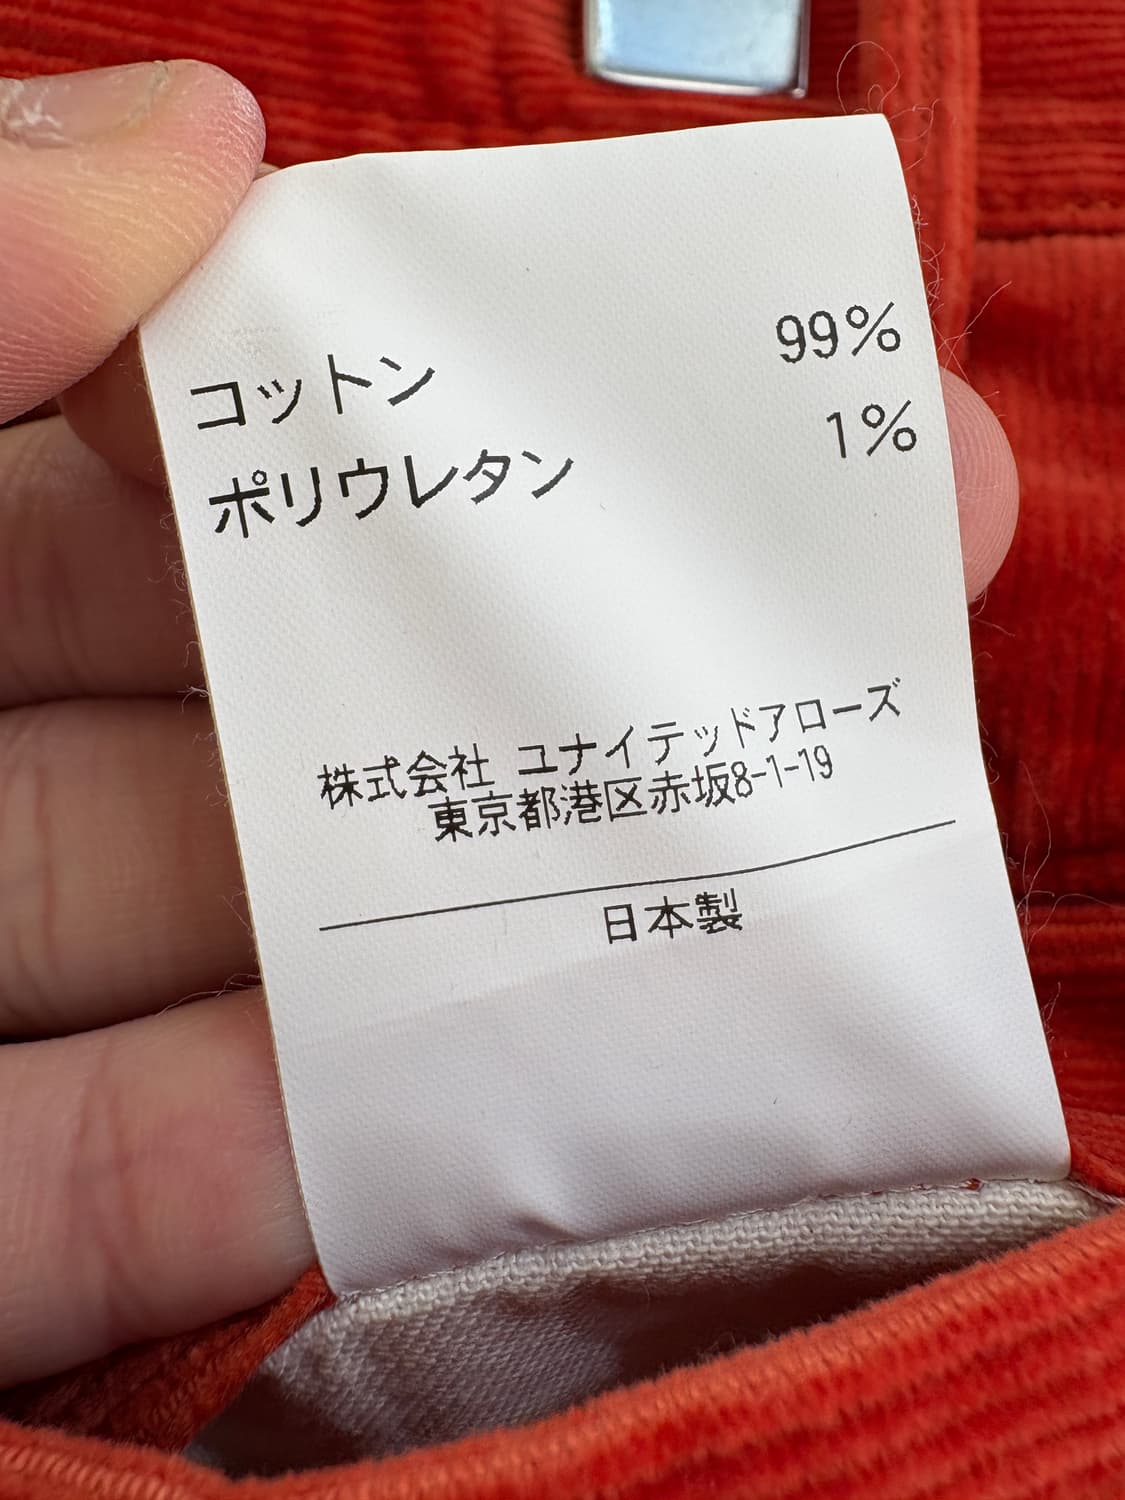 コットン 99%
ポリウレタン 1%
株式会社 ユナイテッドアローズ
東京都港区赤坂8-1-19
日本製